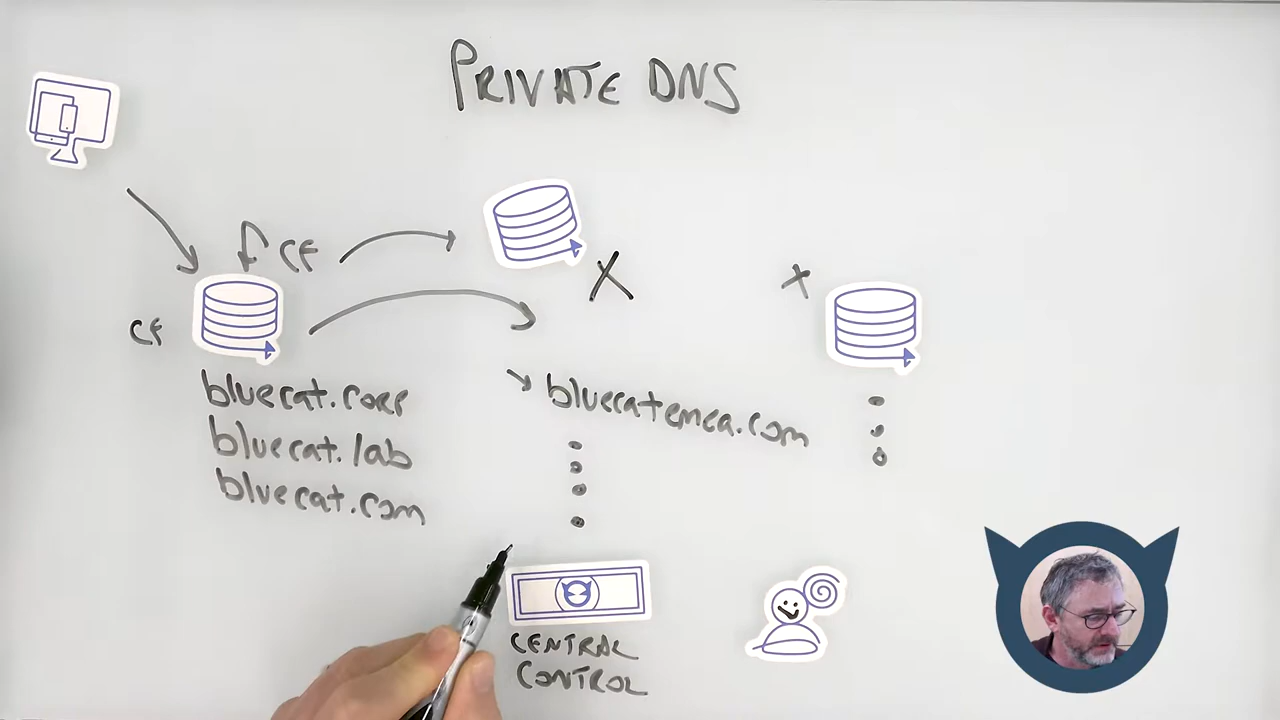 PRIVATE DNS
CF
X
X
CF
bluecat.corp
bluecatemea.com
bluecat.lab
bluecat.com
CENTRAL
CONTROL